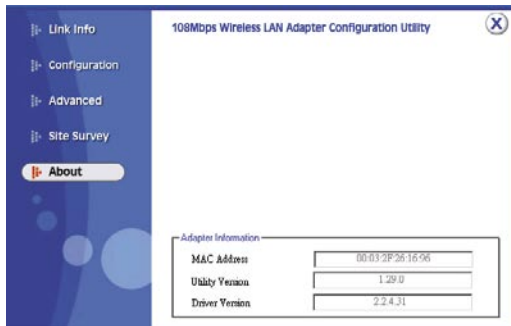 Link Info
Configuration
Advanced
Site Survey
About
108Mbps Wireless LAN Adapter Configuration Utility
X
Adapter Information
MAC Address 00:03:2F:26:16:96
Utility Version 1.29.0
Driver Version 2.2.4.31